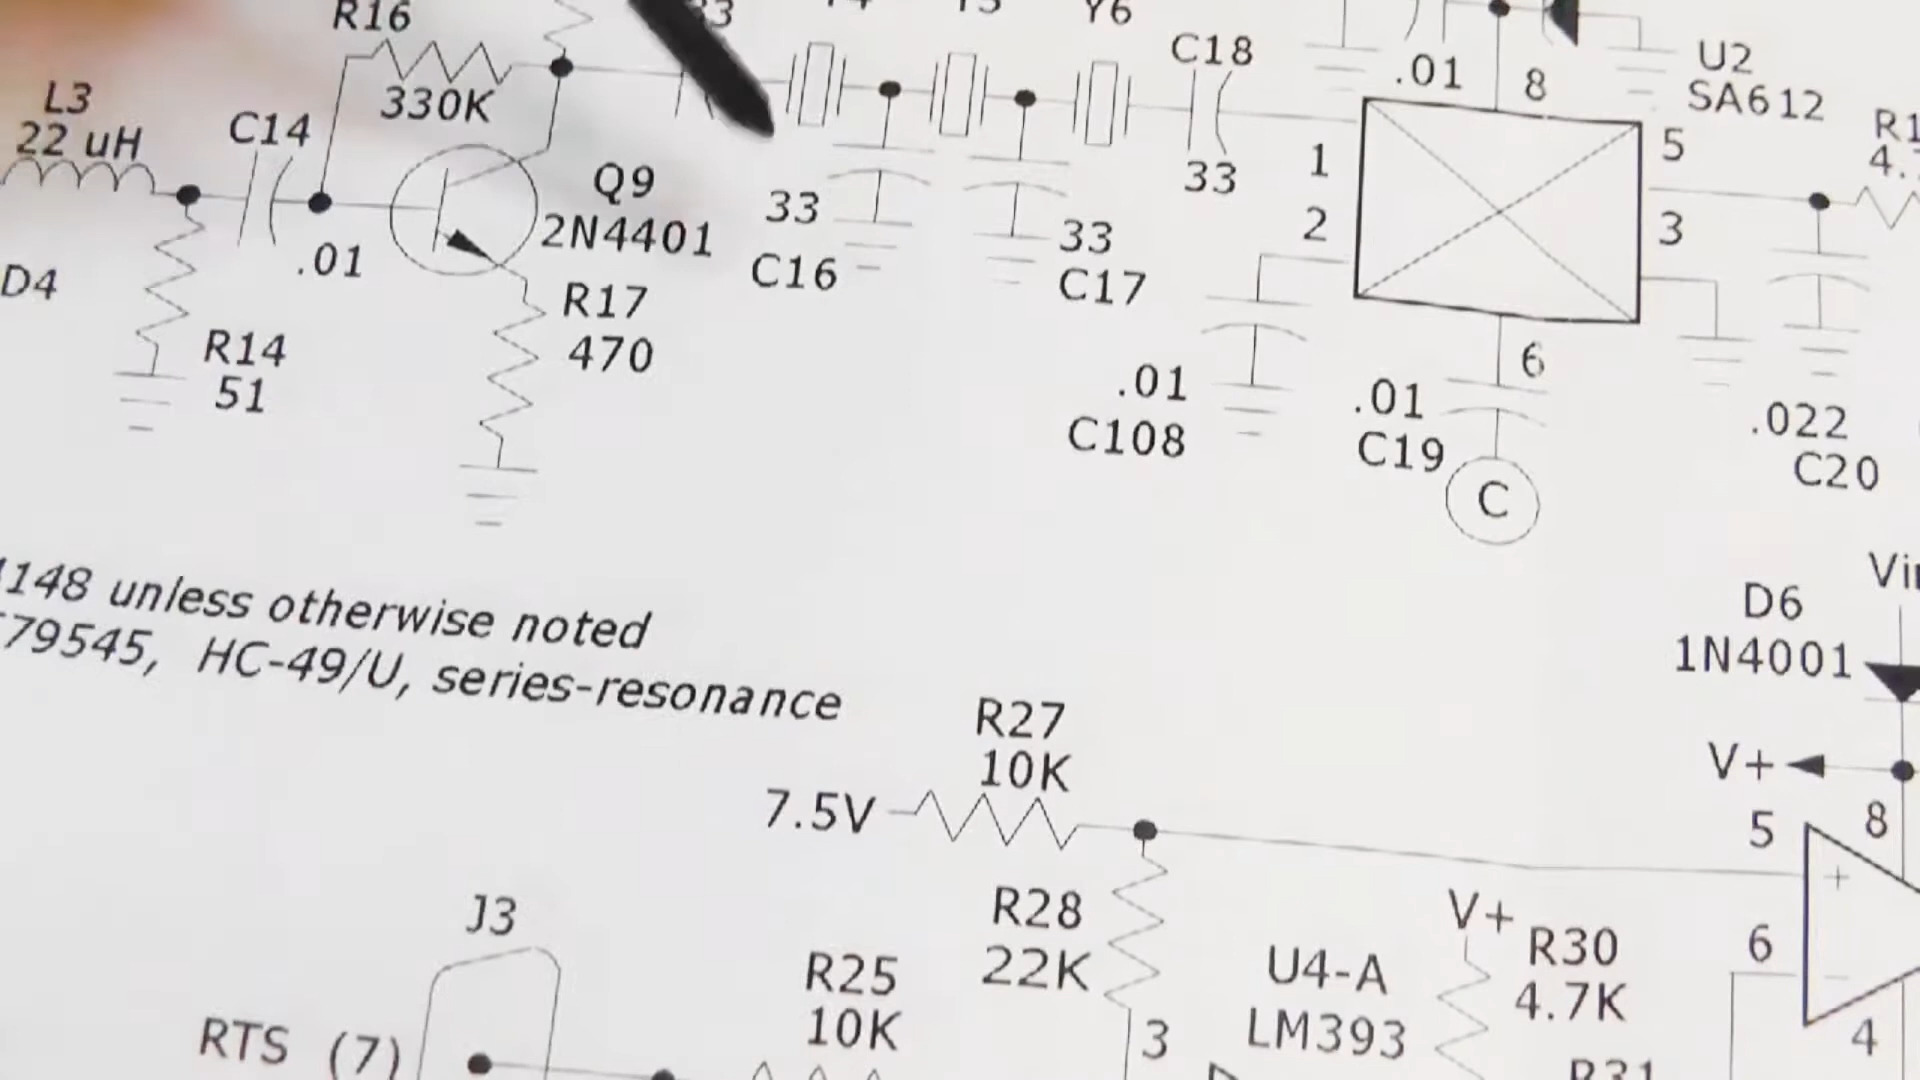 R16
330K
L3
22 uH
C14
.01
D4
R14
51
Q9
2N4401
R17
470
33
C16
33
C17
Y6
C18
33
.01
8
U2
SA612
1
2
5
3
6
.01
C108
.01
C19
C
.022
C20
148 unless otherwise noted
79545, HC-49/U, series-resonance
D6
1N4001
V+
R27
10K
7.5V
R28
22K
3
5
8
6
4
+
J3
RTS (7)
R25
10K
U4-A
LM393
V+
R30
4.7K
R31